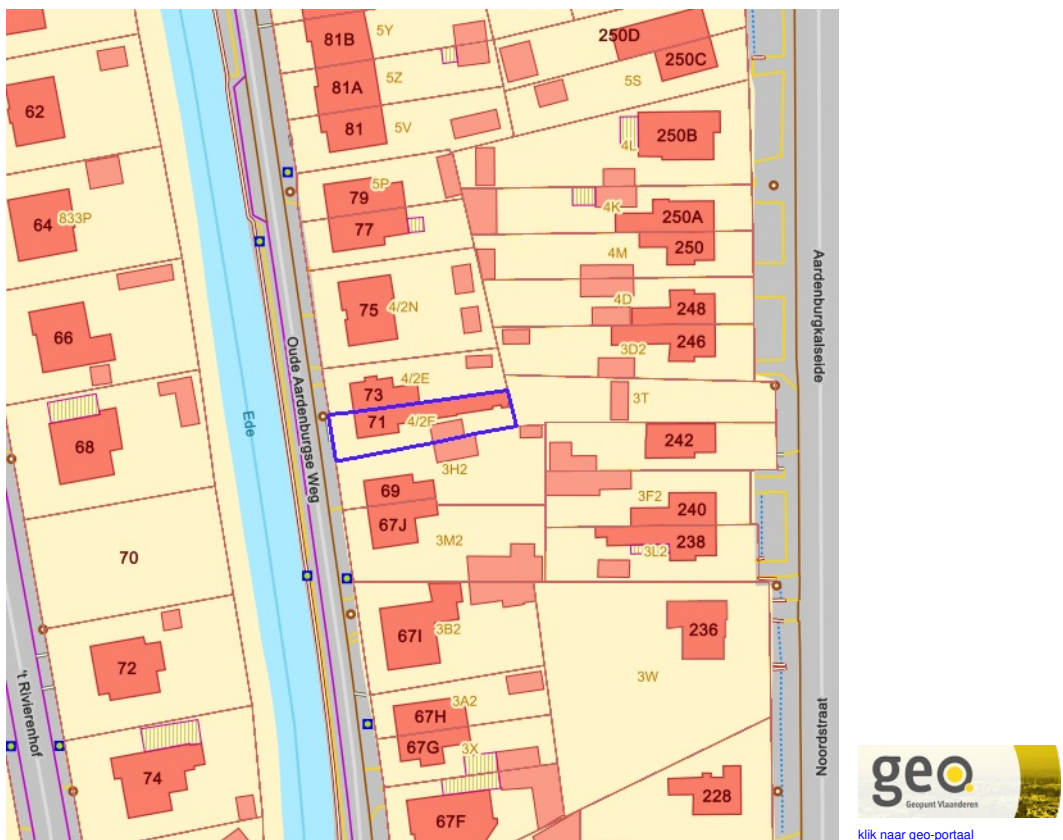 81B
5Y
250D
250C
62
81A
5Z
5S
81
5V
250B
4L
64
833P
79
5P
77
4K
250A
4M
250
Aardenburgkalseide
66
75
4/2N
4D
248
246
3D2
Oude Aardenburgse Weg
Ede
73
4/2E
71
4/2F
3T
68
242
3H2
69
67J
3M2
3F2
240
238
3L2
70
67I
3B2
236
3W
72
't Rivierenhof
67H
3A2
67G
3X
Noordstraat
74
67F
228
geo
Geopunt Vlaanderen
klik naar geo-portaal